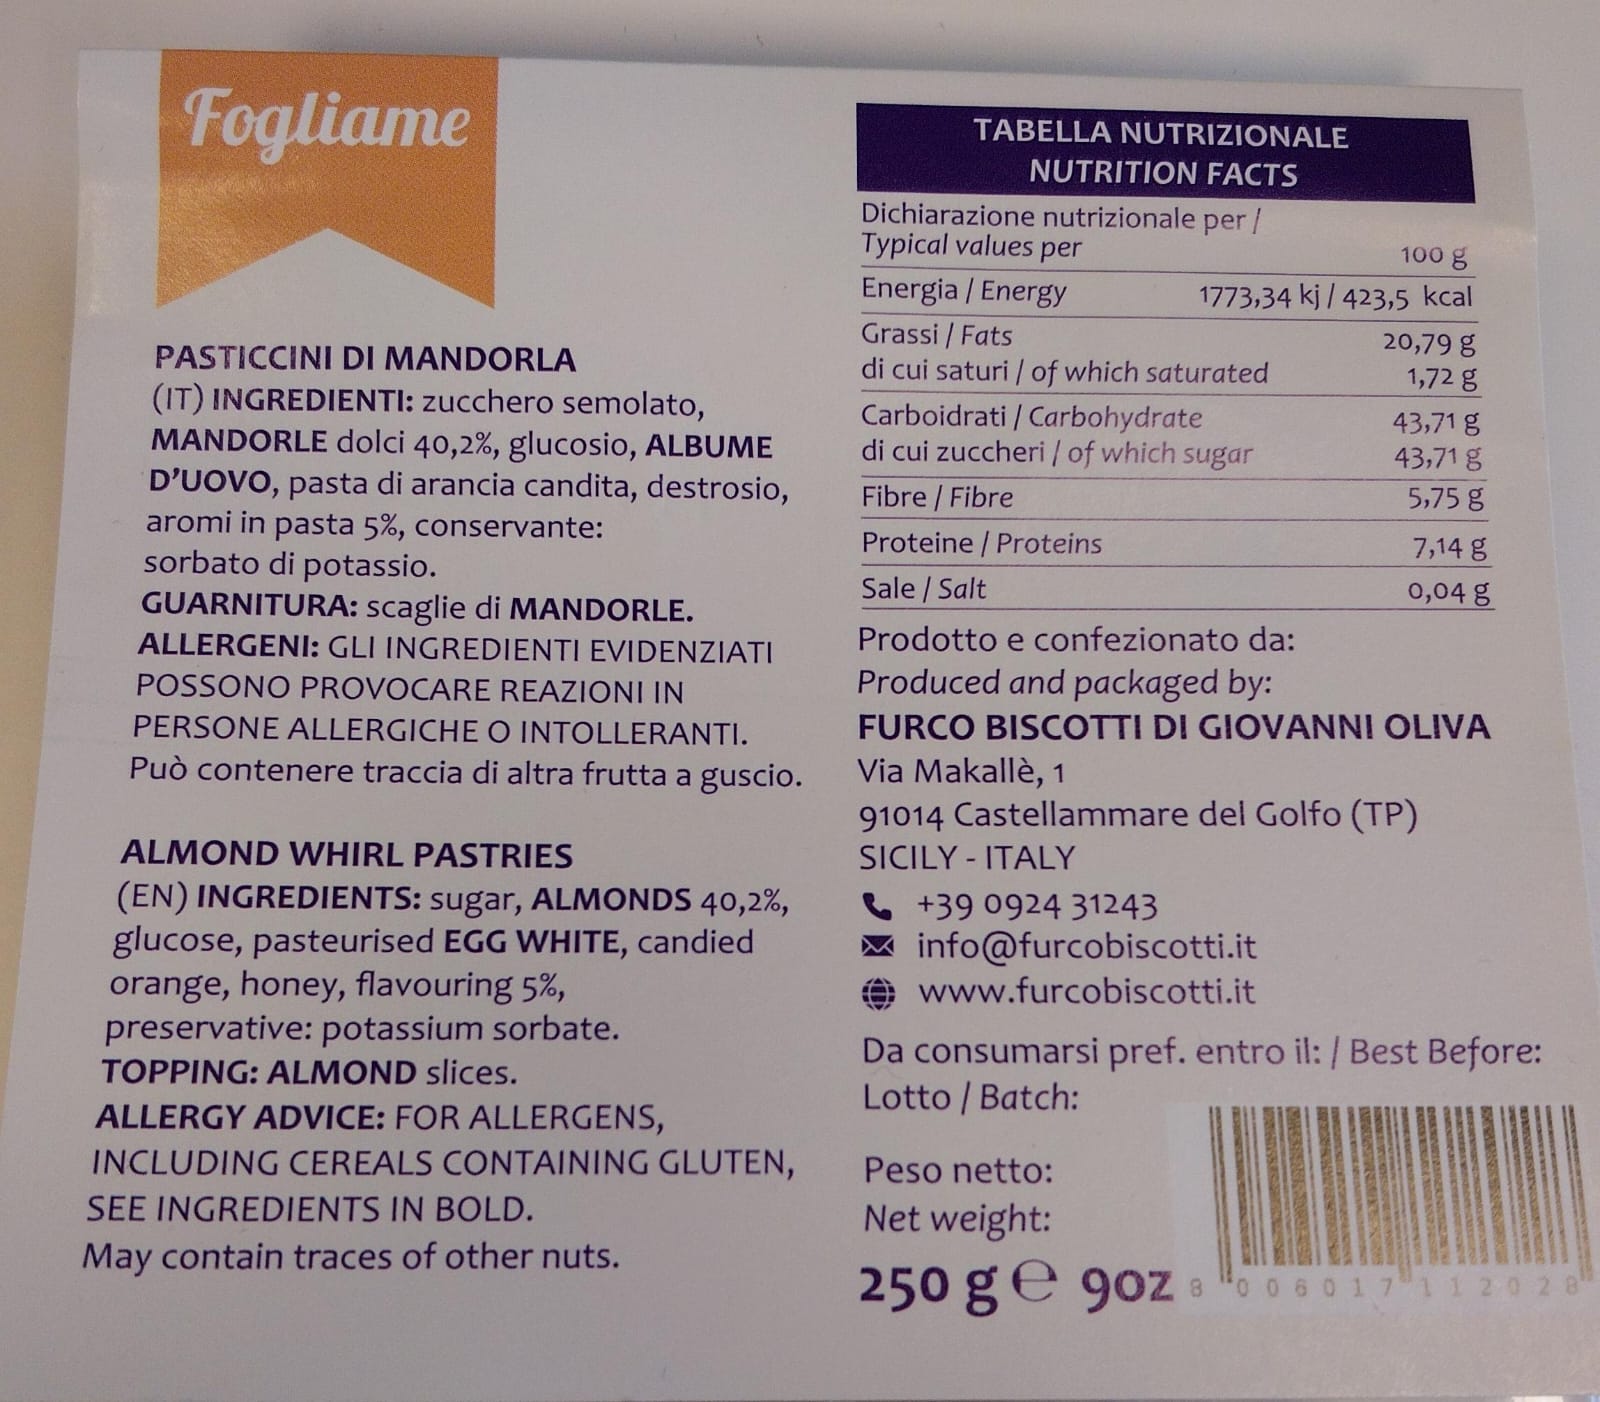 Fogliame
PASTICCINI DI MANDORLA
(IT) INGREDIENTI: zucchero semolato,
MANDORLE dolci 40,2%, glucosio, ALBUME
D'UOVO, pasta di arancia candita, destrosio,
aromi in pasta 5%, conservante:
sorbato di potassio.
GUARNITURA: scaglie di MANDORLE.
ALLERGENI: GLI INGREDIENTI EVIDENZIATI
POSSONO PROVOCARE REAZIONI IN
PERSONE ALLERGICHE O INTOLLERANTI.
Può contenere traccia di altra frutta a guscio.
ALMOND WHIRL PASTRIES
(EN) INGREDIENTS: sugar, ALMONDS 40,2%,
glucose, pasteurised EGG WHITE, candied
orange, honey, flavouring 5%,
preservative: potassium sorbate.
TOPPING: ALMOND slices.
ALLERGY ADVICE: FOR ALLERGENS,
INCLUDING CEREALS CONTAINING GLUTEN,
SEE INGREDIENTS IN BOLD.
May contain traces of other nuts.
TABELLA NUTRIZIONALE
NUTRITION FACTS
Dichiarazione nutrizionale per /
Typical values per 100 g
Energia / Energy 1773,34 kj / 423,5 kcal
Grassi / Fats 20,79 g
di cui saturi / of which saturated 1,72 g
Carboidrati / Carbohydrate 43,71 g
di cui zuccheri / of which sugar 43,71 g
Fibre / Fibre 5,75 g
Proteine / Proteins 7,14 g
Sale / Salt 0,04 g
Prodotto e confezionato da:
Produced and packaged by:
FURCO BISCOTTI DI GIOVANNI OLIVA
Via Makallè, 1
91014 Castellammare del Golfo (TP)
SICILY - ITALY
+39 0924 31243
info@furcobiscotti.it
www.furcobiscotti.it
Da consumarsi pref. entro il: / Best Before:
Lotto / Batch:
Peso netto:
Net weight:
250 g e 9oz
8 006017 112028